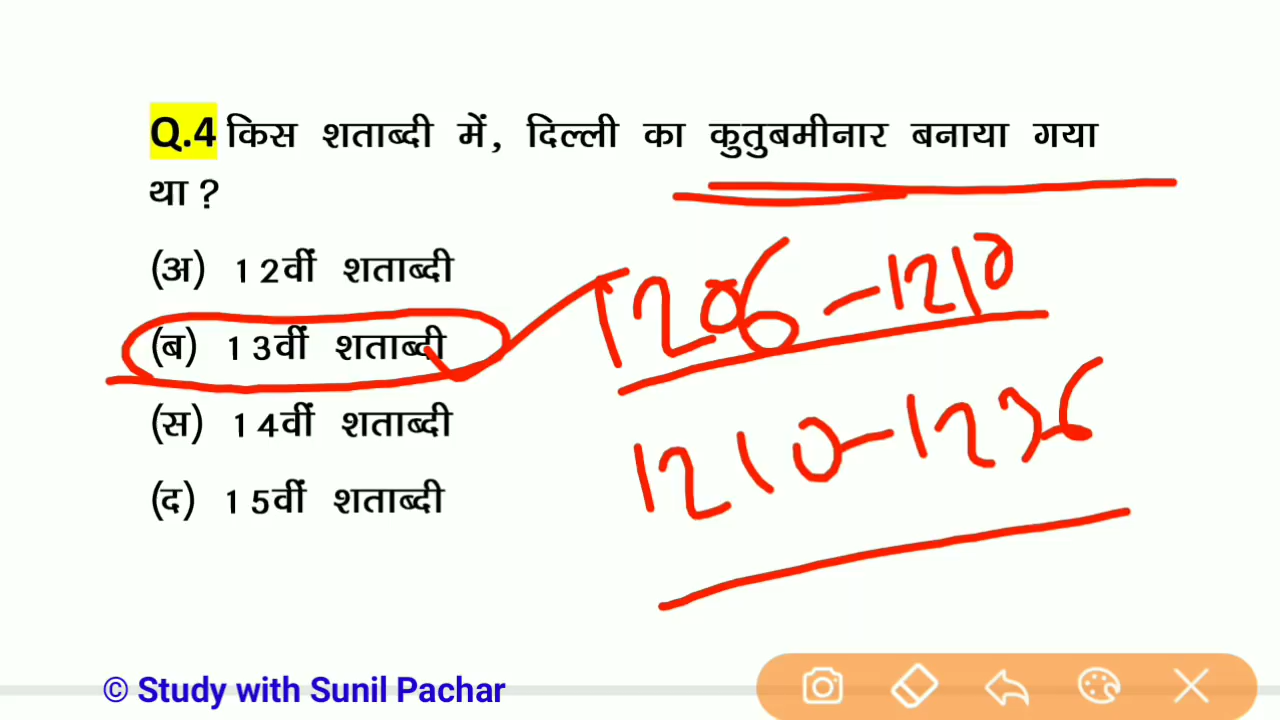 Q.4 किस शताब्दी में, दिल्ली का कुतुबमीनार बनाया गया
था ?
(अ) 12वीं शताब्दी
(ब) 13वीं शताब्दी
(स) 14वीं शताब्दी
(द) 15वीं शताब्दी
1206 - 1210
1210 - 1236
© Study with Sunil Pachar